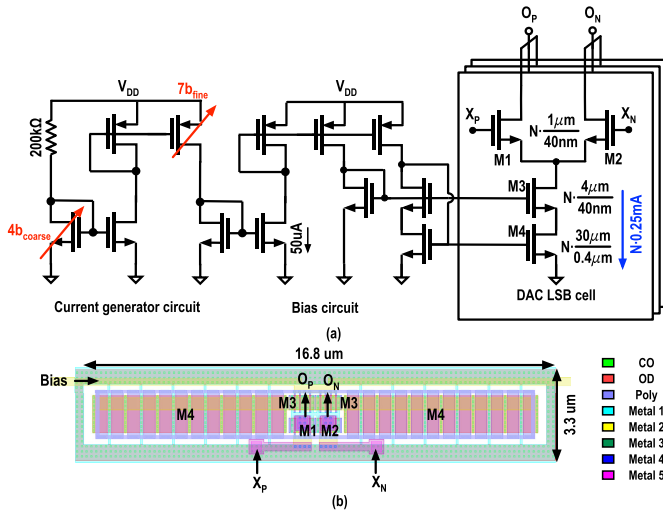 O_P O_N
7b_fine
V_DD V_DD
200kΩ
X_P X_N
N· 1μm / 40nm
M1 M2
M3
N· 4μm / 40nm
M4
N· 30μm / 0.4μm
N·0.25mA
4b_coarse
50uA
Current generator circuit
Bias circuit
DAC LSB cell
(a)
16.8 um
Bias
O_P O_N
M4 M3 M3 M4
M1 M2
3.3 um
X_P X_N
(b)
CO
OD
Poly
Metal 1
Metal 2
Metal 3
Metal 4
Metal 5